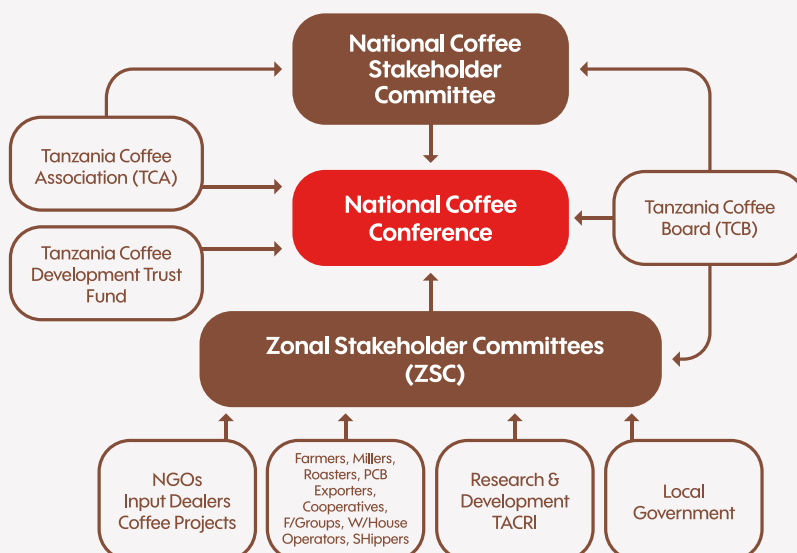 National Coffee
Stakeholder
Committee
Tanzania Coffee
Association (TCA)
National Coffee
Conference
Tanzania Coffee
Board (TCB)
Tanzania Coffee
Development Trust
Fund
Zonal Stakeholder Committees
(ZSC)
NGOs
Input Dealers
Coffee Projects
Farmers, Millers,
Roasters, PCB
Exporters,
Cooperatives,
F/Groups, W/House
Operators, SHippers
Research &
Development
TACRI
Local
Government